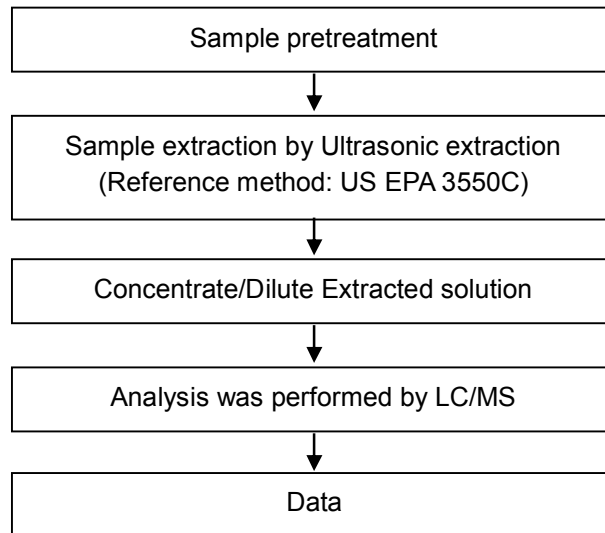 Sample pretreatment
Sample extraction by Ultrasonic extraction
(Reference method: US EPA 3550C)
Concentrate/Dilute Extracted solution
Analysis was performed by LC/MS
Data